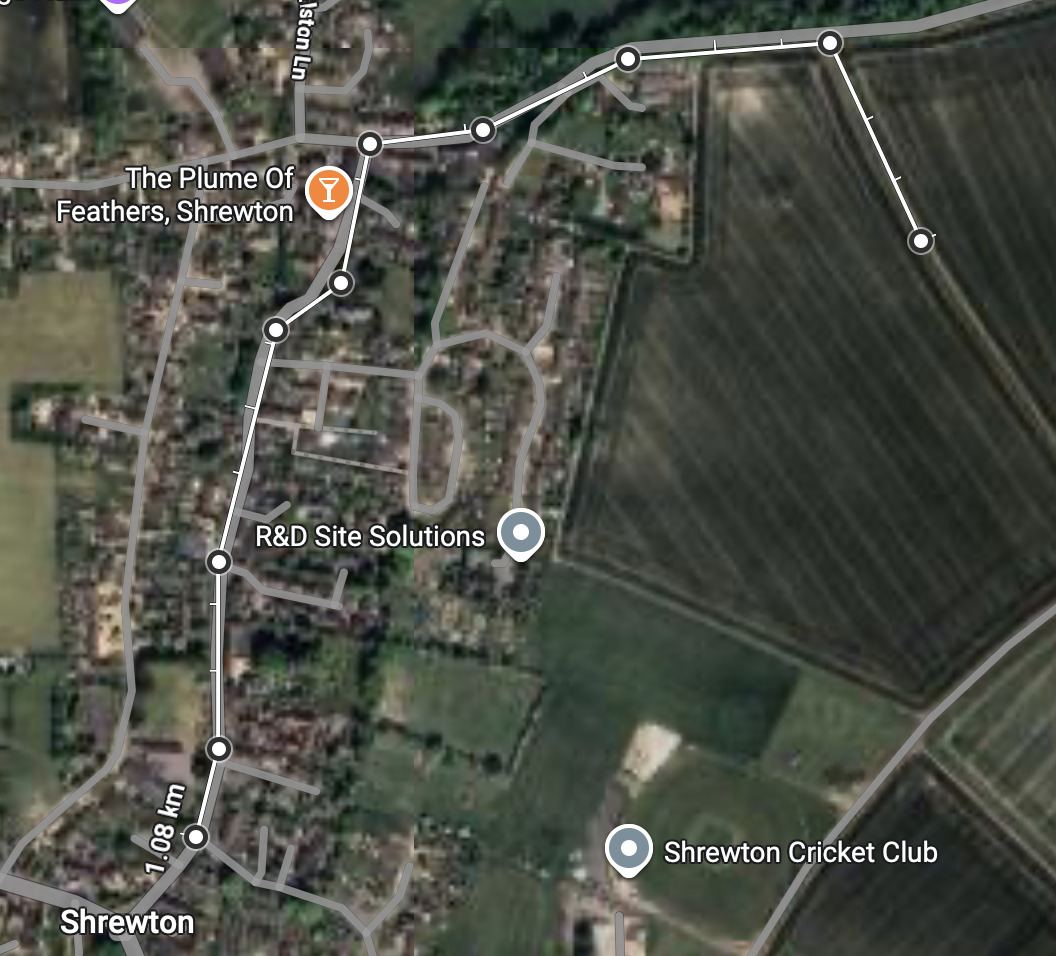 lston Ln
The Plume Of
Feathers, Shrewton
R&D Site Solutions
1.08 km
Shrewton Cricket Club
Shrewton